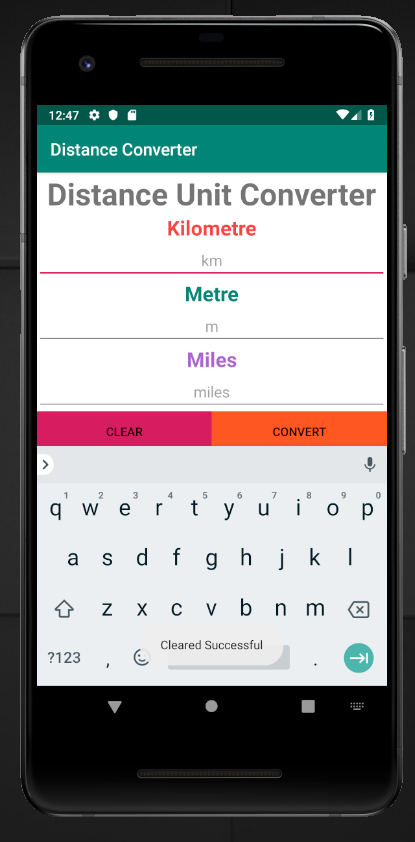 12:47
Distance Converter
Distance Unit Converter
Kilometre
km
Metre
m
Miles
miles
CLEAR CONVERT
1 2 3 4 5 6 7 8 9 0
q w e r t y u i o p
a s d f g h j k l
z x c v b n m
Cleared Successful
?123 , .